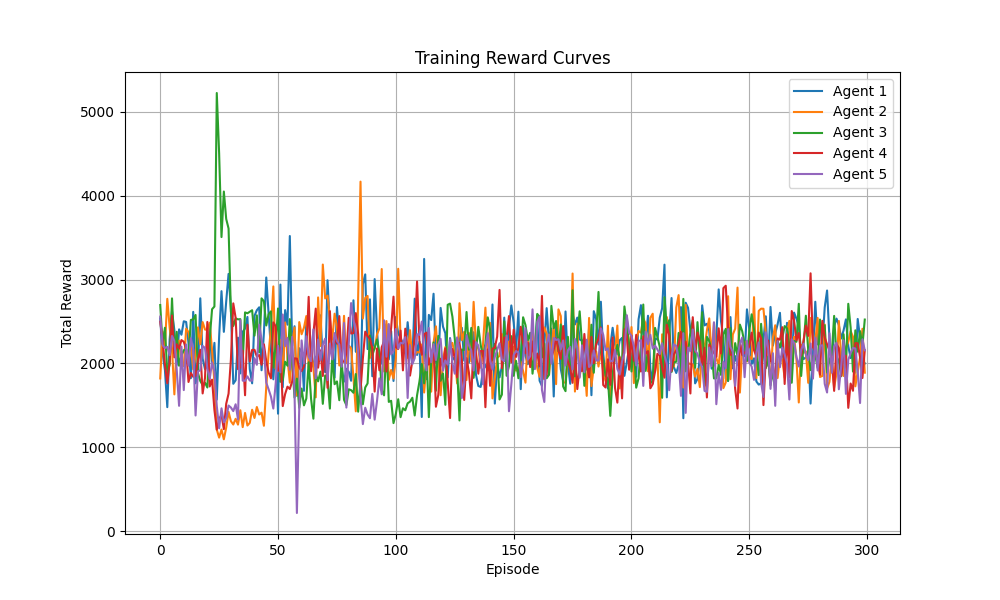 Training Reward Curves
Total Reward
5000
4000
3000
2000
1000
0
0 50 100 150 200 250 300
Episode
Agent 1
Agent 2
Agent 3
Agent 4
Agent 5